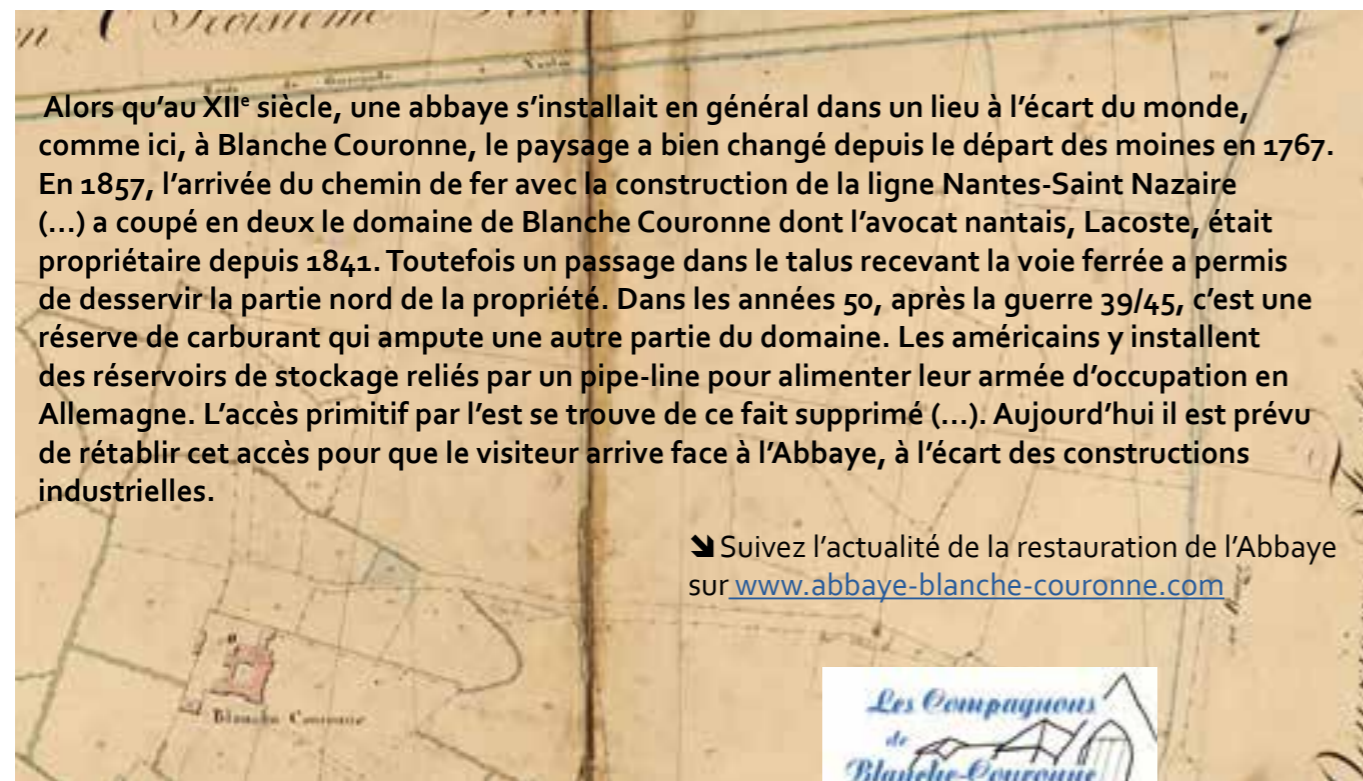 Troisième
Route de Guerande à Nantes
Alors qu'au XIIe siècle, une abbaye s'installait en général dans un lieu à l'écart du monde,
comme ici, à Blanche Couronne, le paysage a bien changé depuis le départ des moines en 1767.
En 1857, l'arrivée du chemin de fer avec la construction de la ligne Nantes-Saint Nazaire
(...) a coupé en deux le domaine de Blanche Couronne dont l'avocat nantais, Lacoste, était
propriétaire depuis 1841. Toutefois un passage dans le talus recevant la voie ferrée a permis
de desservir la partie nord de la propriété. Dans les années 50, après la guerre 39/45, c'est une
réserve de carburant qui ampute une autre partie du domaine. Les américains y installent
des réservoirs de stockage reliés par un pipe-line pour alimenter leur armée d'occupation en
Allemagne. L'accès primitif par l'est se trouve de ce fait supprimé (...). Aujourd'hui il est prévu
de rétablir cet accès pour que le visiteur arrive face à l'Abbaye, à l'écart des constructions
industrielles.
Suivez l'actualité de la restauration de l'Abbaye
sur www.abbaye-blanche-couronne.com
Blanche Couronne
Les Compagnons
de
Blanche-Couronne